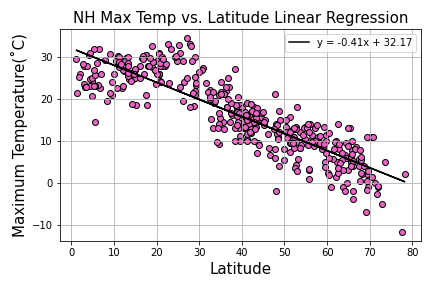 NH Max Temp vs. Latitude Linear Regression
y = -0.41x + 32.17
Maximum Temperature(˚C)
30
20
10
0
−10
0 10 20 30 40 50 60 70 80
Latitude